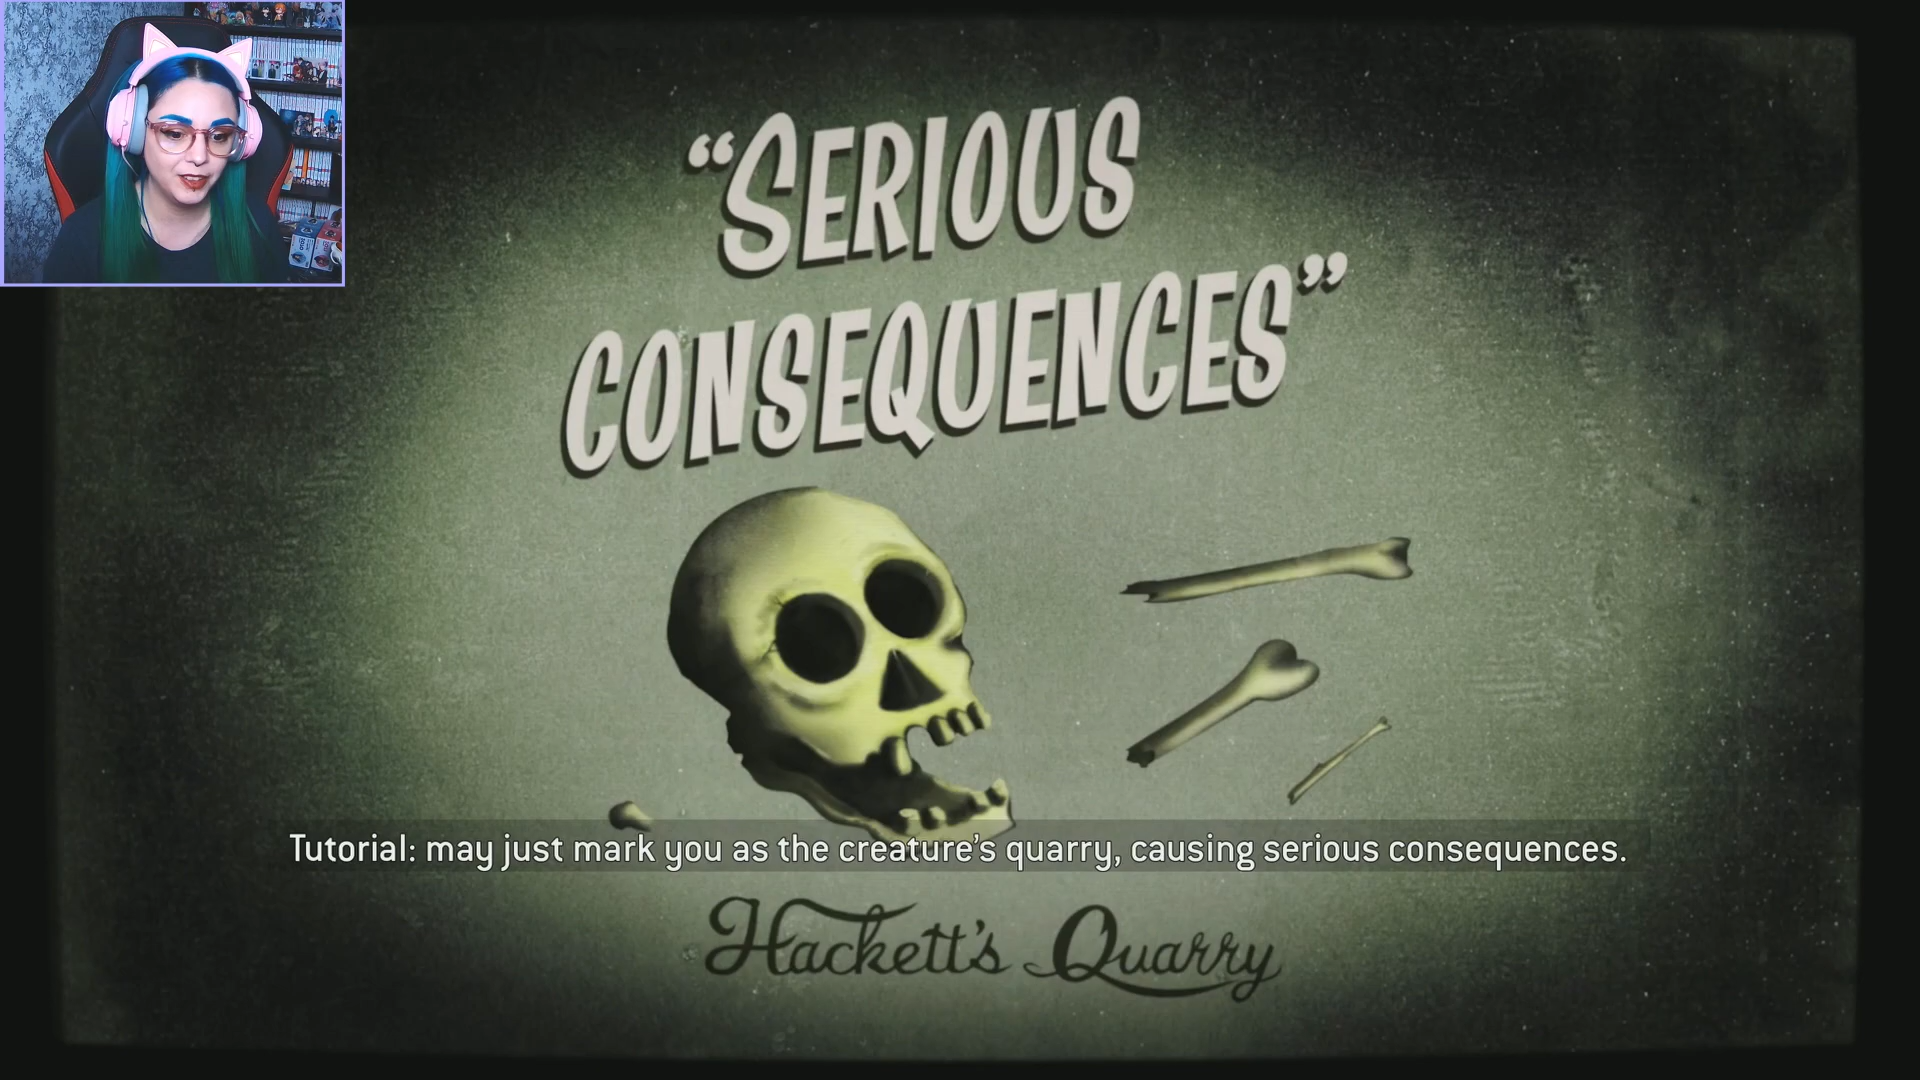 “SERIOUS
CONSEQUENCES”
Tutorial: may just mark you as the creature’s quarry, causing serious consequences.
Hackett’s Quarry